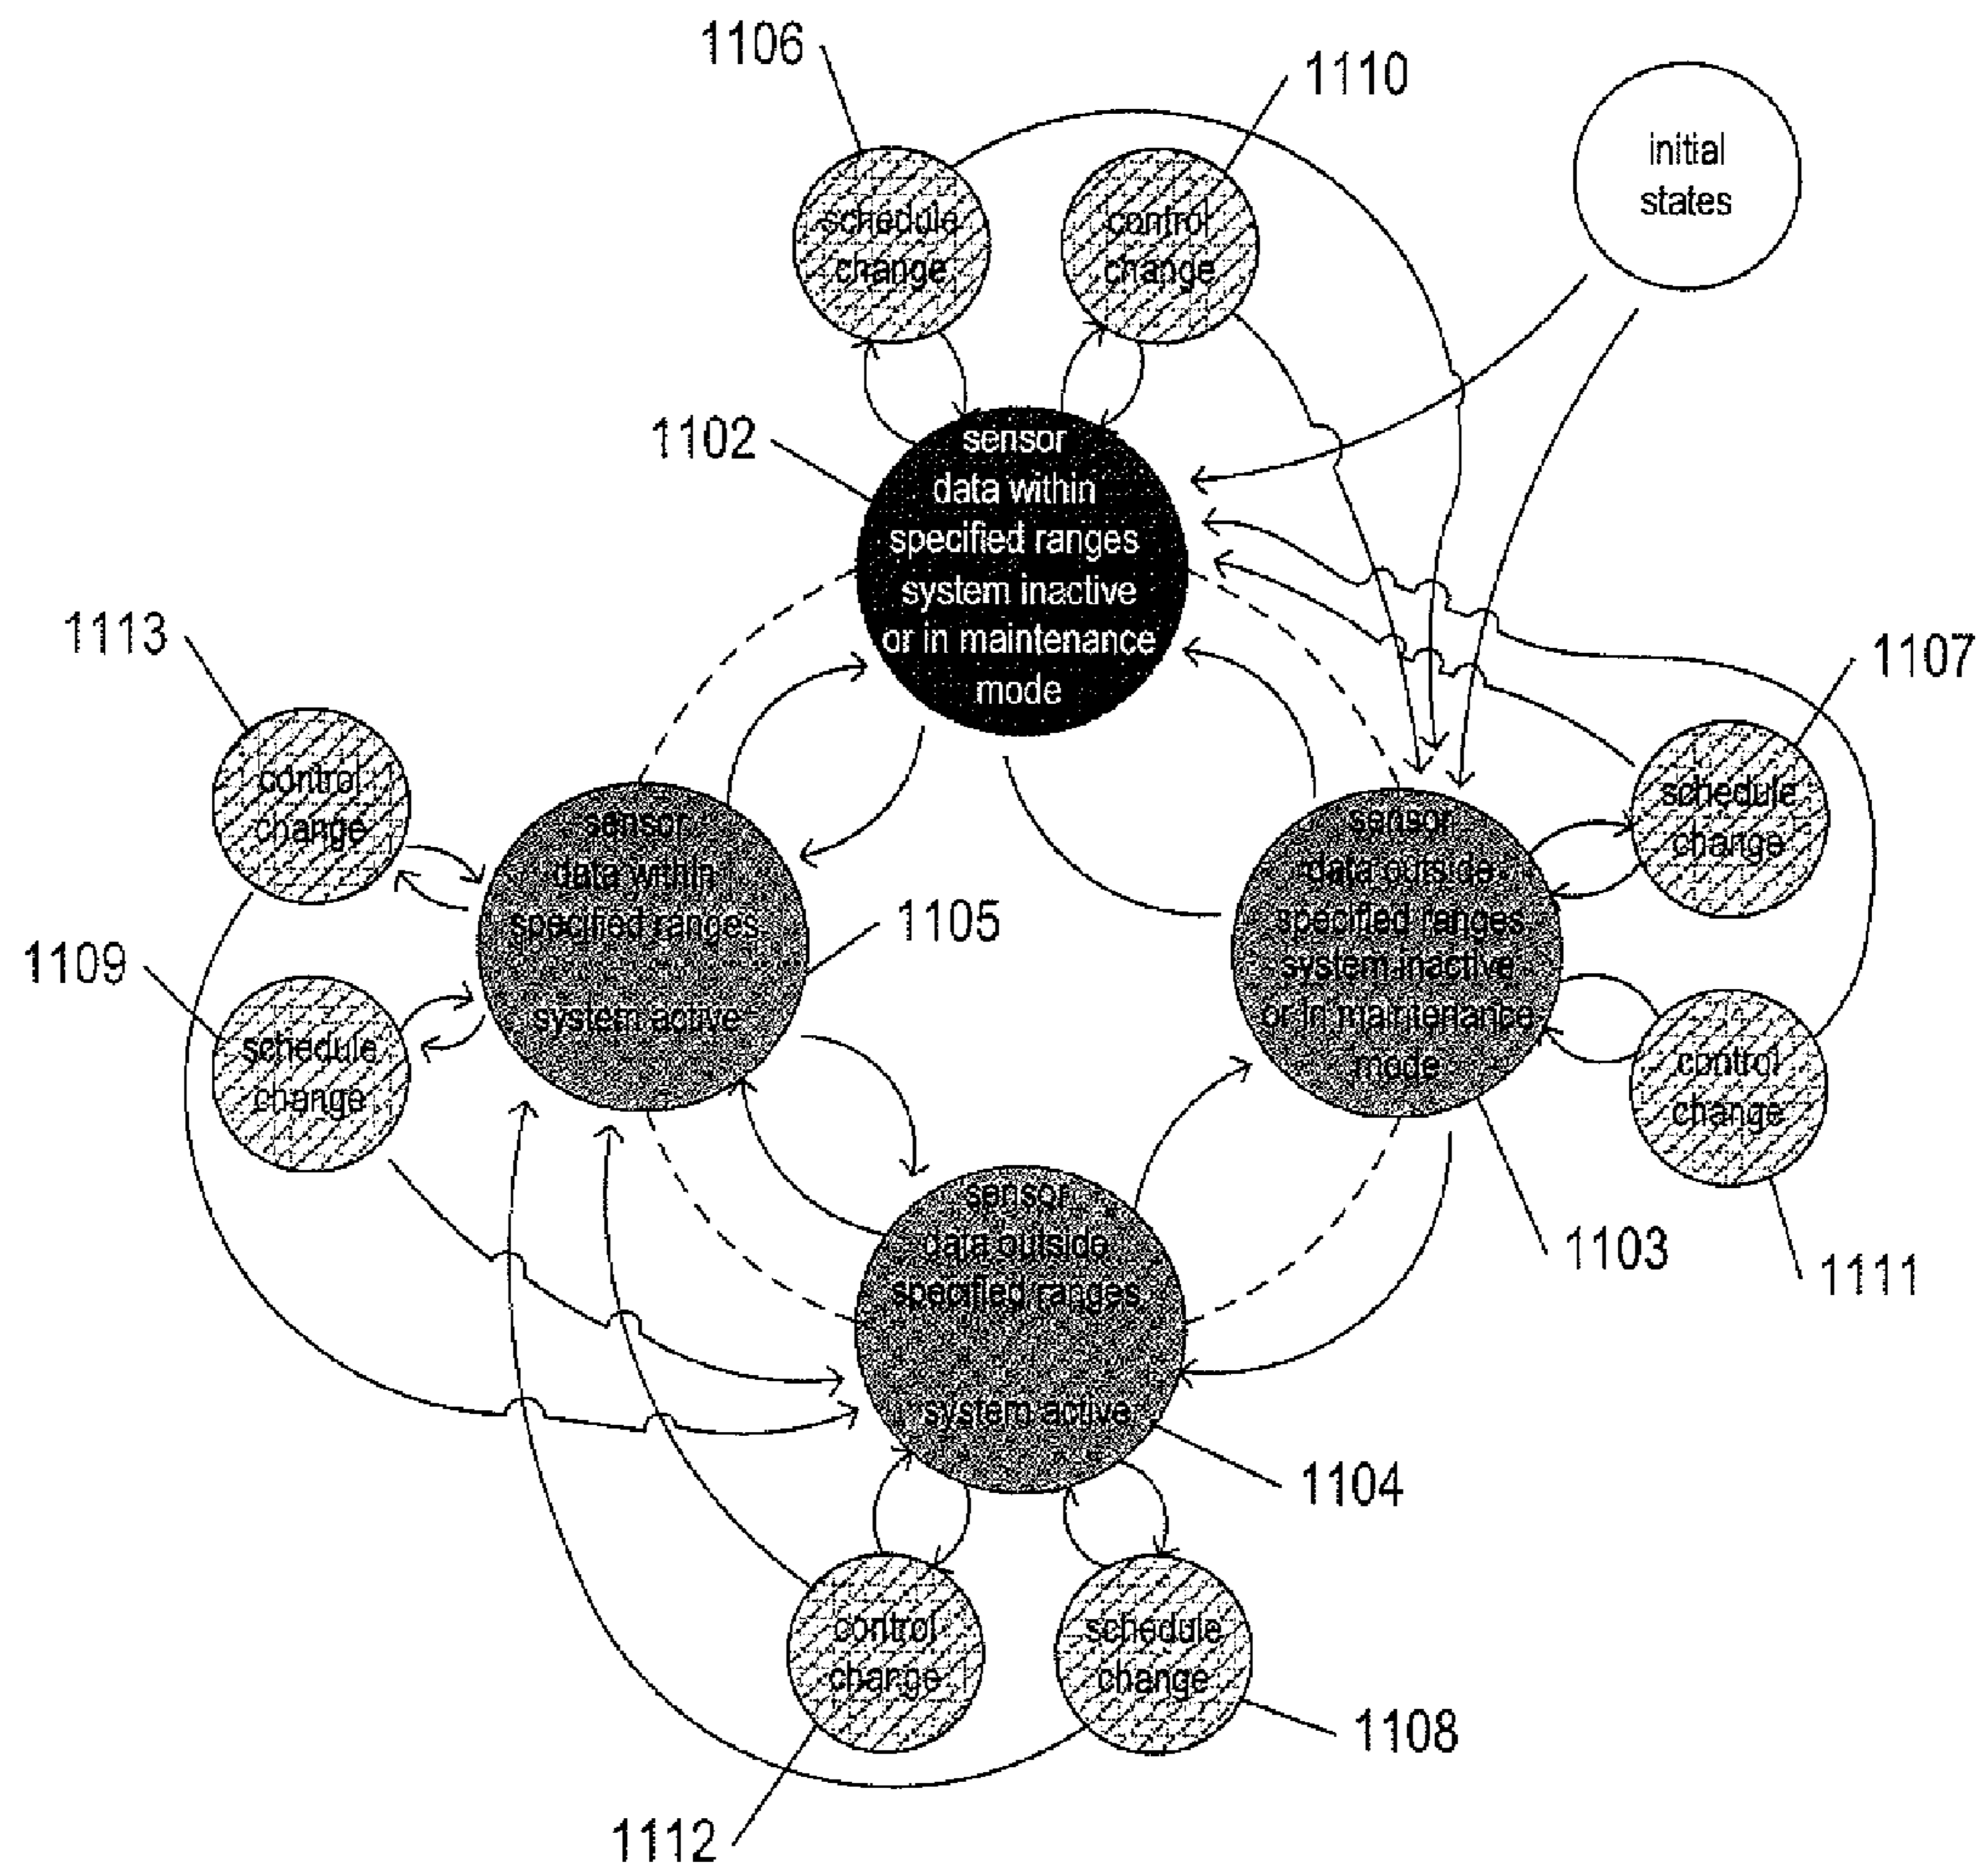 1106
1110
initial
states
schedule
change
control
change
1102
sensor
data within
specified ranges
system inactive
or in maintenance
mode
1113
1107
control
change
schedule
change
sensor
data within
specified ranges
system active
1105
sensor
data outside
specified ranges
system inactive
or in maintenance
mode
1109
schedule
change
control
change
1103
1111
sensor
data outside
specified ranges
system active
1104
control
change
schedule
change
1108
1112